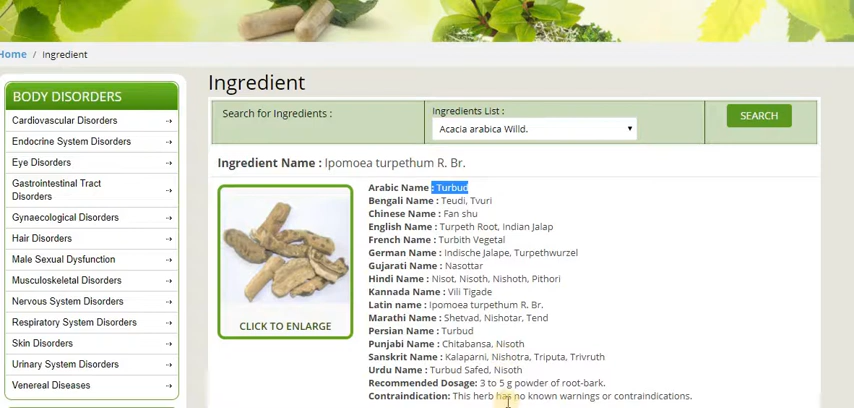 Home / Ingredient
BODY DISORDERS
Cardiovascular Disorders
Endocrine System Disorders
Eye Disorders
Gastrointestinal Tract
Disorders
Gynaecological Disorders
Hair Disorders
Male Sexual Dysfunction
Musculoskeletal Disorders
Nervous System Disorders
Respiratory System Disorders
Skin Disorders
Urinary System Disorders
Venereal Diseases
Ingredient
Search for Ingredients :
Ingredients List :
Acacia arabica Willd.
SEARCH
Ingredient Name : Ipomoea turpethum R. Br.
CLICK TO ENLARGE
Arabic Name : Turbud
Bengali Name : Teudi, Tvuri
Chinese Name : Fan shu
English Name : Turpeth Root, Indian Jalap
French Name : Turbith Vegetal
German Name : Indische Jalape, Turpethwurzel
Gujarati Name : Nasottar
Hindi Name : Nisot, Nisoth, Nishoth, Pithori
Kannada Name : Vili Tigade
Latin name : Ipomoea turpethum R. Br.
Marathi Name : Shetvad, Nishotar, Tend
Persian Name : Turbud
Punjabi Name : Chitabansa, Nisoth
Sanskrit Name : Kalaparni, Nishotra, Triputa, Trivruth
Urdu Name : Turbud Safed, Nisoth
Recommended Dosage: 3 to 5 g powder of root-bark.
Contraindication: This herb has no known warnings or contraindications.